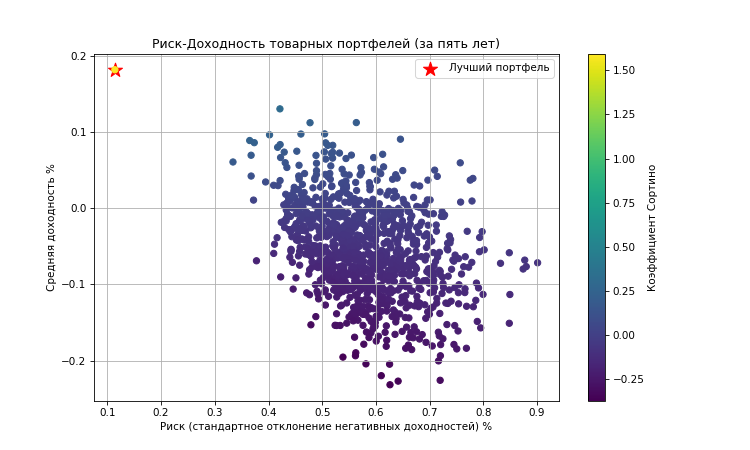 Риск-Доходность товарных портфелей (за пять лет)
Лучший портфель
Средняя доходность %
0.2
0.1
0.0
−0.1
−0.2
0.1 0.2 0.3 0.4 0.5 0.6 0.7 0.8 0.9
Риск (стандартное отклонение негативных доходностей) %
1.50
1.25
1.00
0.75
0.50
0.25
0.00
−0.25
Коэффициент Сортино